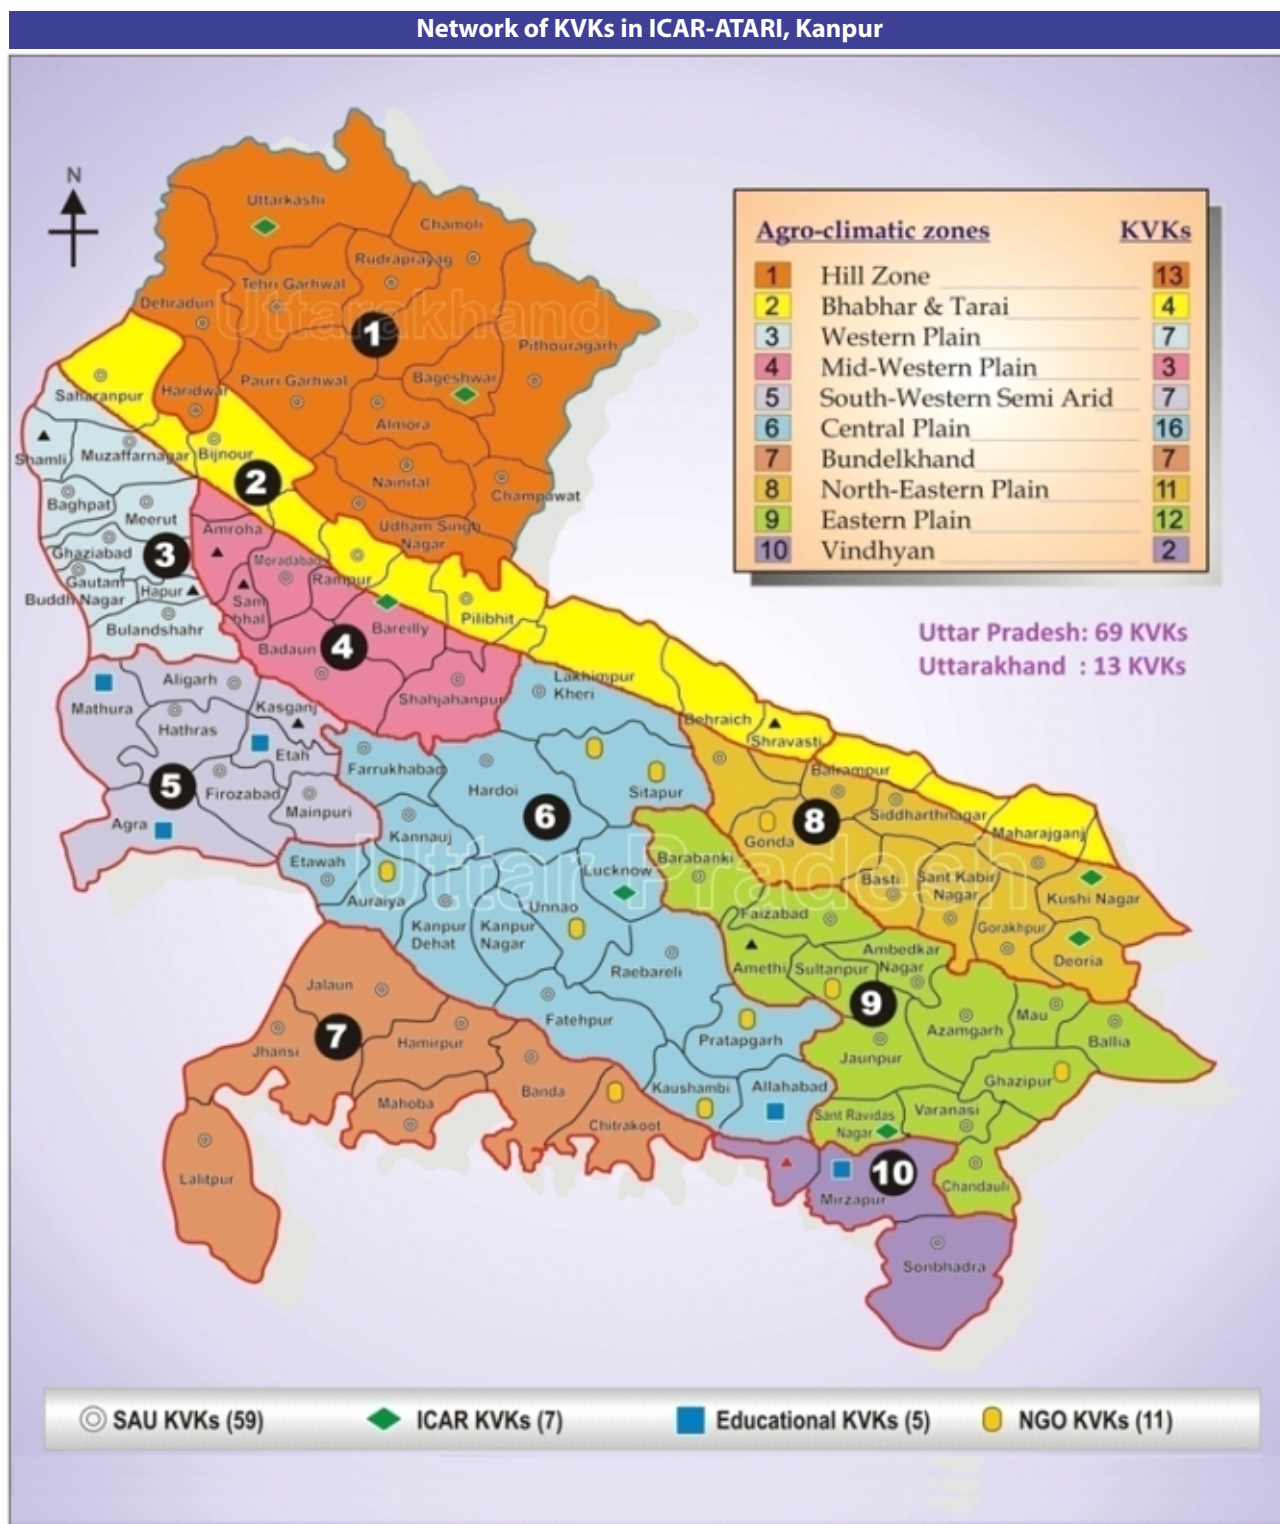 Network of KVKs in ICAR-ATARI, Kanpur
N
Uttarkashi
Chamoli
Rudraprayag
Tehri Garhwal
Dehradun
Uttarakhand
1
Pithouragarh
Pauri Garhwal
Bageshwar
Haridwar
Saharanpur
Almora
Shamli
Muzaffarnagar
Bijnour
2
Nainital
Champawat
Baghpat
Meerut
Amroha
Udham Singh
Nagar
Ghaziabad
3
Moradabad
Rampur
Gautam
Buddh Nagar
Hapur
Sam
bhal
Pilibhit
Bulandshahr
Bareilly
Badaun
4
Agro-climatic zones KVKs
1 Hill Zone 13
2 Bhabhar & Tarai 4
3 Western Plain 7
4 Mid-Western Plain 3
5 South-Western Semi Arid 7
6 Central Plain 16
7 Bundelkhand 7
8 North-Eastern Plain 11
9 Eastern Plain 12
10 Vindhyan 2
Uttar Pradesh: 69 KVKs
Uttarakhand : 13 KVKs
Aligarh
Mathura
Kasganj
Shahjahanpur
Lakhimpur
Kheri
Hathras
Etah
Behraich
Shravasti
Farrukhabad
Balrampur
5
Firozabad
Mainpuri
Hardoi
Sitapur
Siddharthnagar
Agra
6
8
Maharajganj
Kannauj
Gonda
Etawah
Uttar Pradesh
Lucknow
Barabanki
Basti
Sant Kabir
Nagar
Kushi Nagar
Auraiya
Unnao
Faizabad
Kanpur
Dehat
Kanpur
Nagar
Gorakhpur
Raebareli
Amethi
Sultanpur
Ambedkar
Nagar
Deoria
Jalaun
9
Fatehpur
Mau
Azamgarh
7
Jhansi
Hamirpur
Pratapgarh
Jaunpur
Ballia
Banda
Kaushambi
Allahabad
Ghazipur
Mahoba
Chitrakoot
Sant Ravidas
Nagar
Varanasi
Lalitpur
10
Mirzapur
Chandauli
Sonbhadra
SAU KVKs (59) ICAR KVKs (7) Educational KVKs (5) NGO KVKs (11)